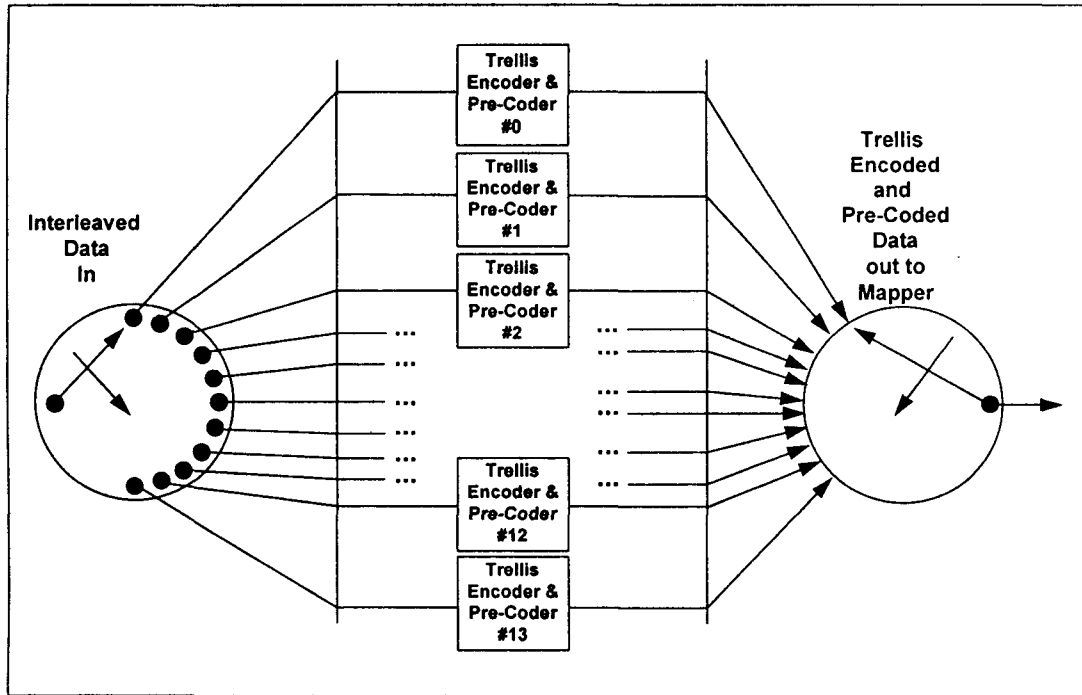 Interleaved
Data
In
Trellis
Encoder &
Pre-Coder
#0
Trellis
Encoder &
Pre-Coder
#1
Trellis
Encoder &
Pre-Coder
#2
...
...
...
...
...
...
...
...
...
...
...
...
Trellis
Encoder &
Pre-Coder
#12
Trellis
Encoder &
Pre-Coder
#13
Trellis
Encoded
and
Pre-Coded
Data
out to
Mapper